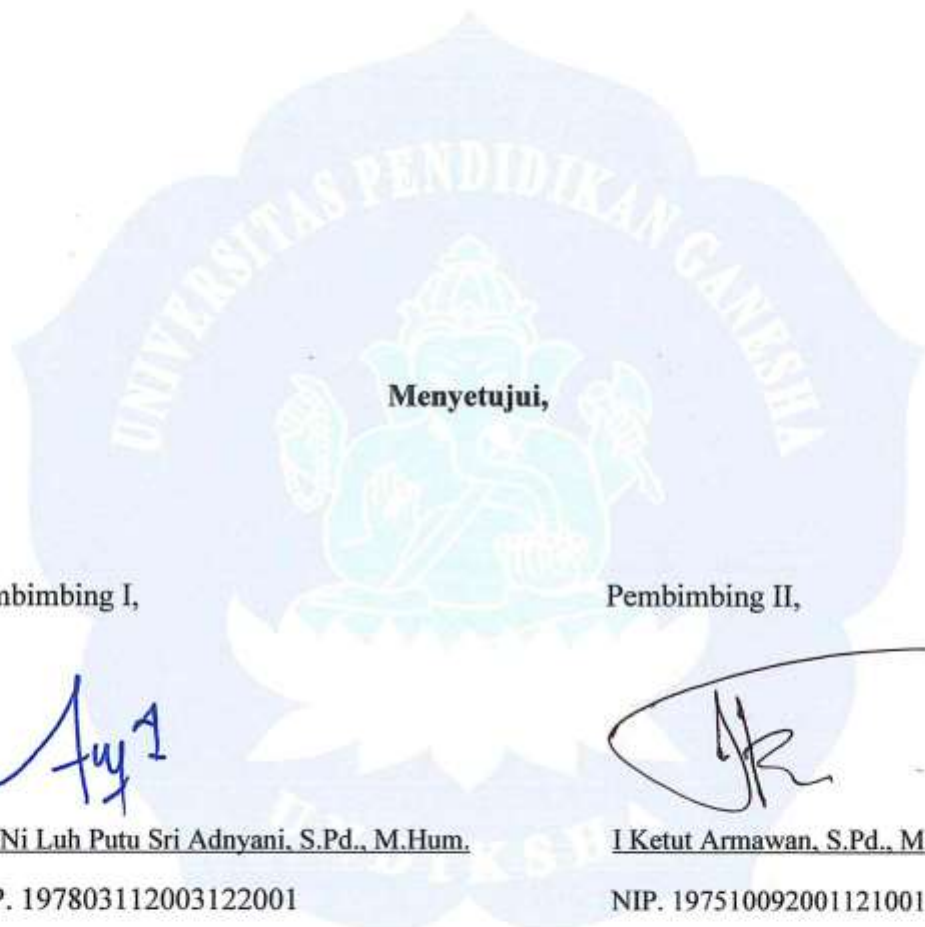 UNIVERSITAS PENDIDIKAN GANESHA
Menyetujui,
mbimbing I,
Pembimbing II,
Ni Luh Putu Sri Adnyani, S.Pd., M.Hum.
I Ketut Armawan, S.Pd., M
P. 197803112003122001
NIP. 197510092001121001
UNDIKSHA